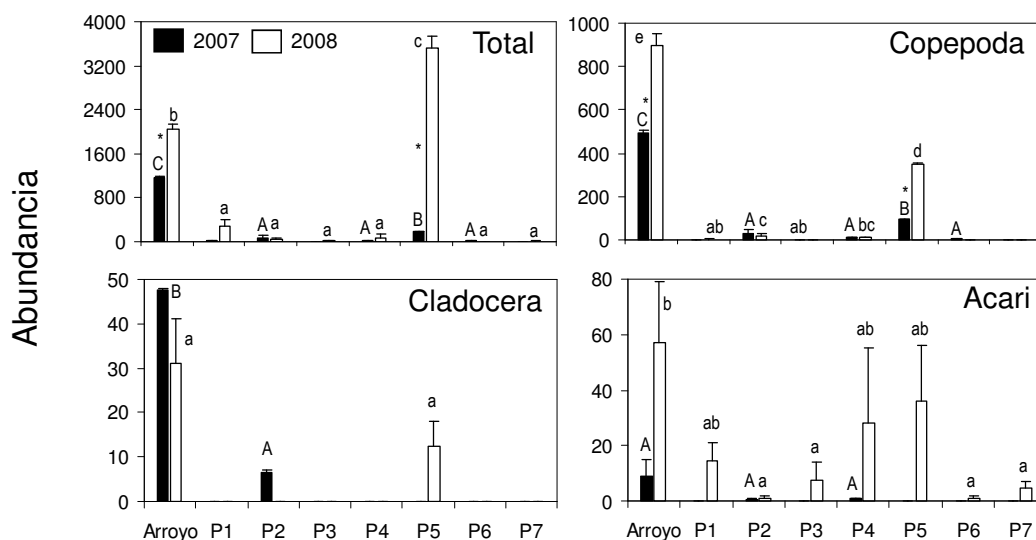 Abundancia
2007 2008
Total
4000
3200
2400
1600
800
0
* C b a A a a A a * B c A a a
Copepoda
1000
800
600
400
200
0
e * C ab A c ab A bc * B d A
Cladocera
50
40
30
20
10
0
B a A a
Arroyo P1 P2 P3 P4 P5 P6 P7
Acari
80
60
40
20
0
A b ab A a a A ab ab a a
Arroyo P1 P2 P3 P4 P5 P6 P7